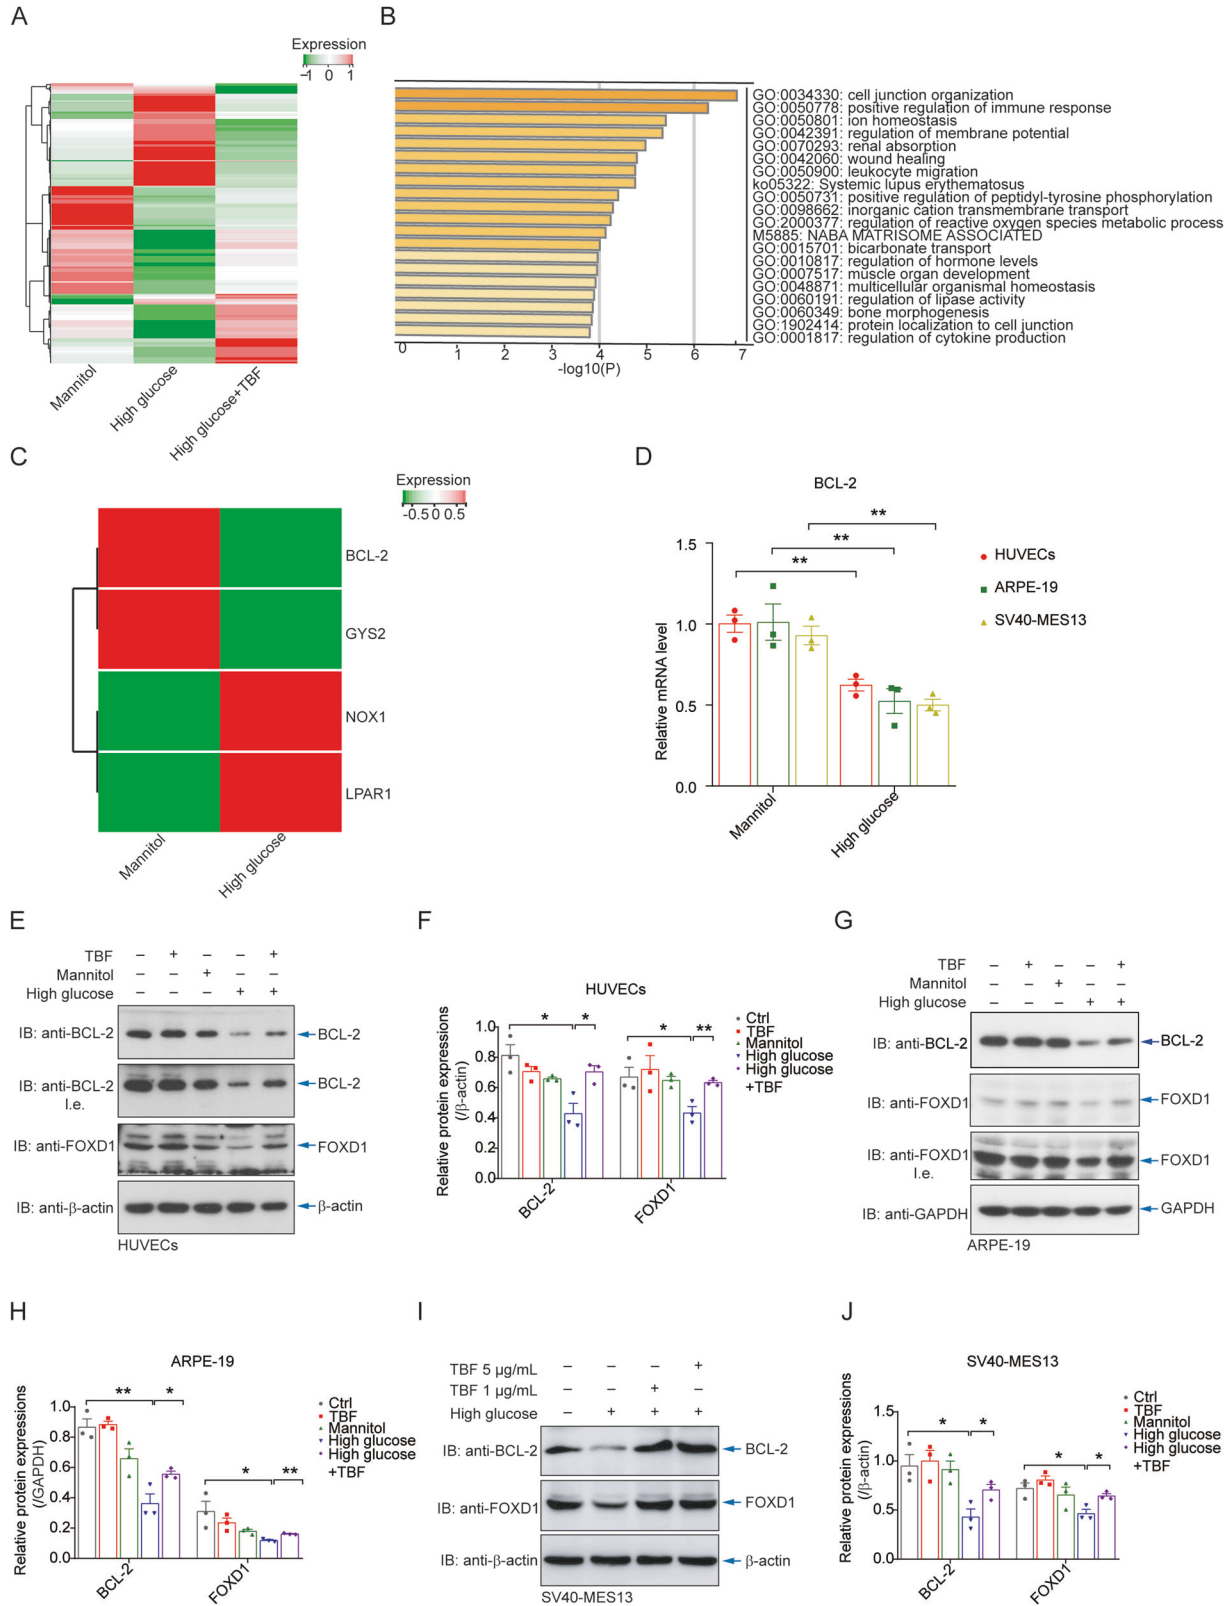 A
Expression
-1 0 1
Mannitol
High glucose
High glucose+TBF
B
GO:0034330: cell junction organization
GO:0050778: positive regulation of immune response
GO:0050801: ion homeostasis
GO:0042391: regulation of membrane potential
GO:0070293: renal absorption
GO:0042060: wound healing
GO:0050900: leukocyte migration
ko05322: Systemic lupus erythematosus
GO:0050731: positive regulation of peptidyl-tyrosine phosphorylation
GO:0098662: inorganic cation transmembrane transport
GO:2000377: regulation of reactive oxygen species metabolic process
M5885: NABA MATRISOME ASSOCIATED
GO:0015701: bicarbonate transport
GO:0010817: regulation of hormone levels
GO:0007517: muscle organ development
GO:0048871: multicellular organismal homeostasis
GO:0060191: regulation of lipase activity
GO:0060349: bone morphogenesis
GO:1902414: protein localization to cell junction
GO:0001817: regulation of cytokine production
0 1 2 3 4 5 6 7
-log10(P)
C
Expression
-0.5 0 0.5
BCL-2
GYS2
NOX1
LPAR1
Mannitol
High glucose
D
BCL-2
**
**
**
Relative mRNA level
1.5
1.0
0.5
0.0
Mannitol
High glucose
HUVECs
ARPE-19
SV40-MES13
E
TBF – + – – +
Mannitol – – + – –
High glucose – – – + +
IB: anti-BCL-2
BCL-2
IB: anti-BCL-2
l.e.
BCL-2
IB: anti-FOXD1
FOXD1
IB: anti-β-actin
β-actin
HUVECs
F
HUVECs
Relative protein expressions
(/β-actin)
1.0
0.8
0.6
0.4
0.2
0.0
* * * **
BCL-2
FOXD1
Ctrl
TBF
Mannitol
High glucose
High glucose
+TBF
G
TBF – + – – +
Mannitol – – + – –
High glucose – – – + +
IB: anti-BCL-2
BCL-2
IB: anti-FOXD1
FOXD1
IB: anti-FOXD1
l.e.
FOXD1
IB: anti-GAPDH
GAPDH
ARPE-19
H
ARPE-19
Relative protein expressions
(/GAPDH)
1.0
0.8
0.6
0.4
0.2
0.0
** * * **
BCL-2
FOXD1
Ctrl
TBF
Mannitol
High glucose
High glucose
+TBF
I
TBF 5 µg/mL – – – +
TBF 1 µg/mL – – + –
High glucose – + + +
IB: anti-BCL-2
BCL-2
IB: anti-FOXD1
FOXD1
IB: anti-β-actin
β-actin
SV40-MES13
J
SV40-MES13
Relative protein expressions
(/β-actin)
1.5
1.0
0.5
0.0
* * * *
BCL-2
FOXD1
Ctrl
TBF
Mannitol
High glucose
High glucose
+TBF